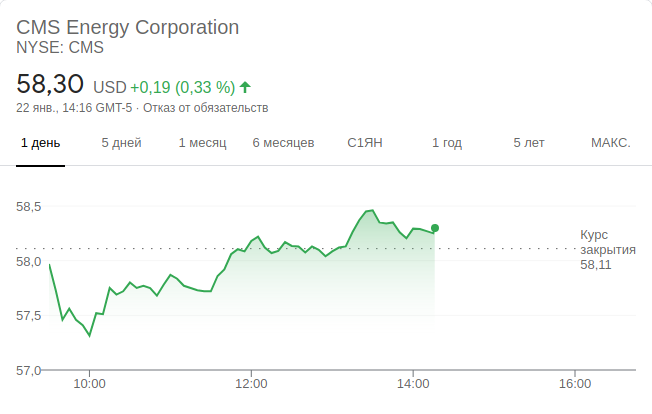 CMS Energy Corporation
NYSE: CMS
58,30 USD +0,19 (0,33 %)
22 янв., 14:16 GMT-5 · Отказ от обязательств
1 день 5 дней 1 месяц 6 месяцев С1ЯН 1 год 5 лет МАКС.
58,5
58,0
57,5
57,0
Курс
закрытия
58,11
10:00 12:00 14:00 16:00